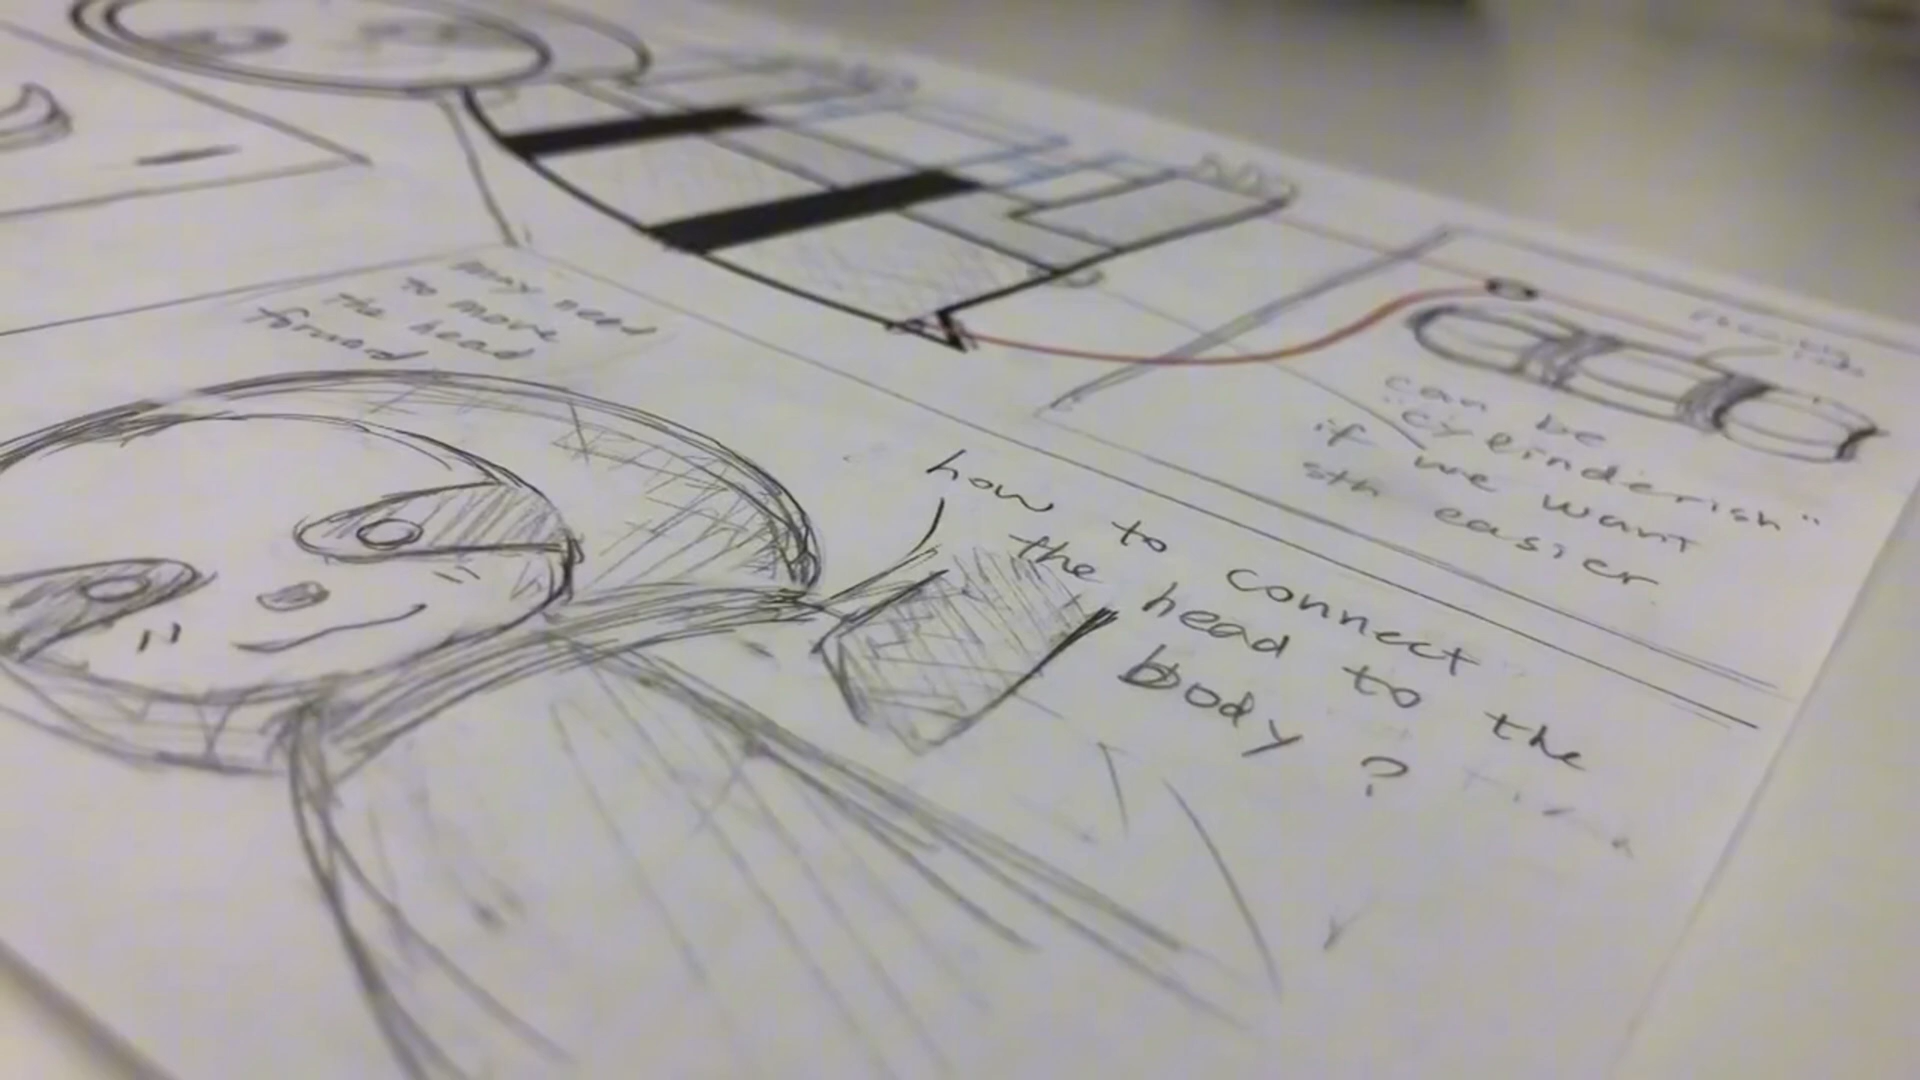 may need
to move
the head
forward
can be
"cylinderish"
if we want
sth easier
how to connect
the head to the
body?